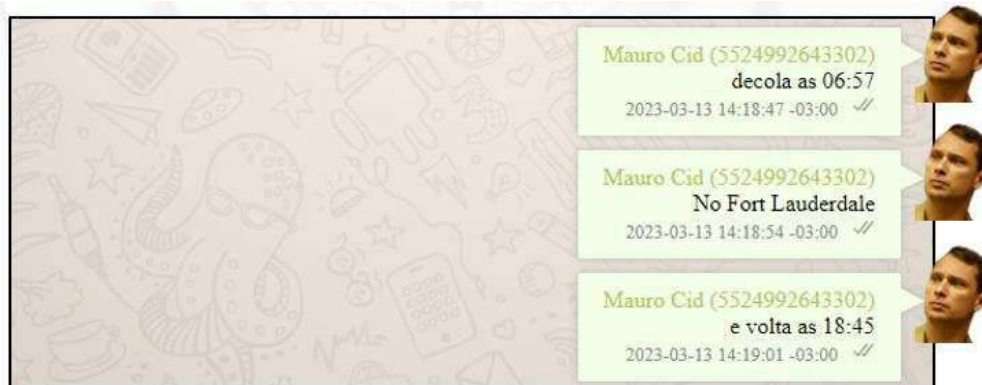 Mauro Cid (5524992643302)
decola as 06:57
2023-03-13 14:18:47 -03:00
Mauro Cid (5524992643302)
No Fort Lauderdale
2023-03-13 14:18:54 -03:00
Mauro Cid (5524992643302)
e volta as 18:45
2023-03-13 14:19:01 -03:00